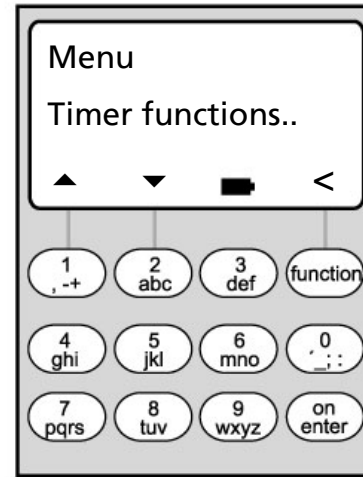 Menu
Timer functions..
<
1
, -+
2
abc
3
def
function
4
ghi
5
jkl
6
mno
0
´_; :
7
pqrs
8
tuv
9
wxyz
on
enter